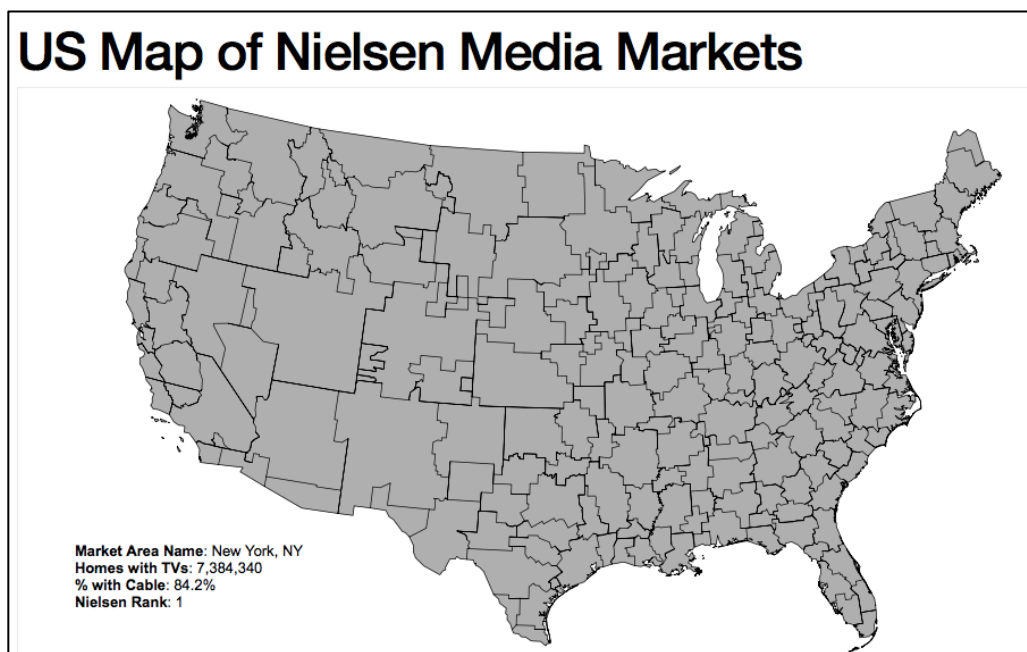 US Map of Nielsen Media Markets
Market Area Name: New York, NY
Homes with TVs: 7,384,340
% with Cable: 84.2%
Nielsen Rank: 1